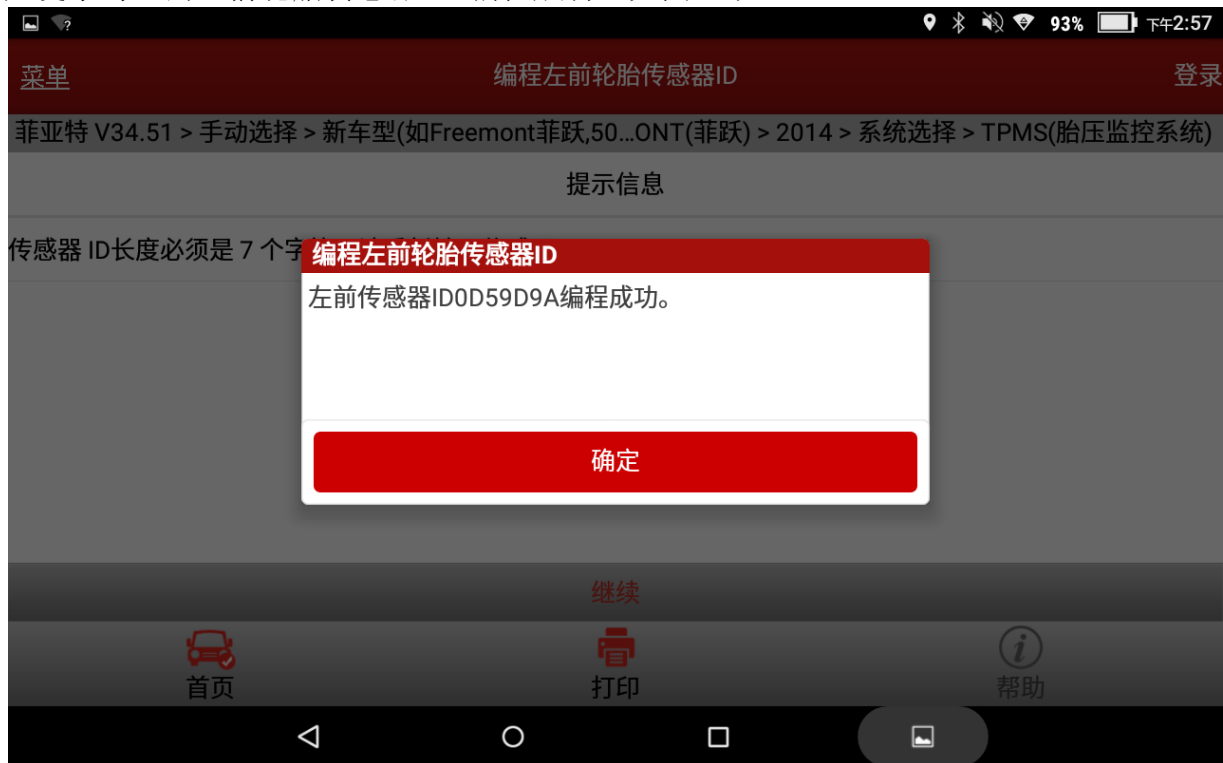 93% 下午2:57
菜单 编程左前轮胎传感器ID 登录
菲亚特 V34.51 > 手动选择 > 新车型(如Freemont菲跃,50...ONT(菲跃) > 2014 > 系统选择 > TPMS(胎压监控系统)
提示信息
传感器 ID长度必须是 7 个字
编程左前轮胎传感器ID
左前传感器ID0D59D9A编程成功。
确定
继续
首页 打印 帮助